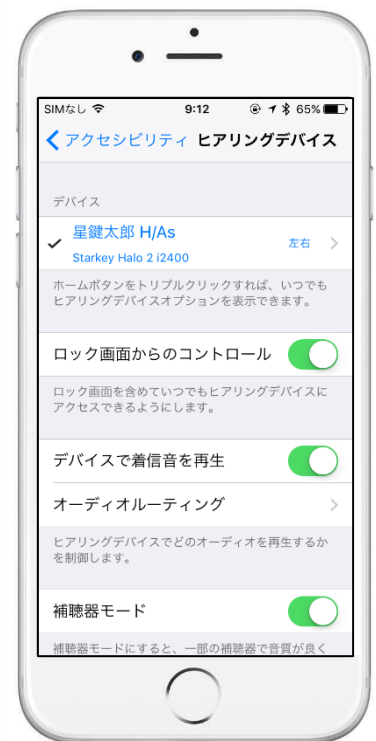 SIMなし 9:12 65%
アクセシビリティ ヒアリングデバイス
デバイス
星鍵太郎 H/As
左右
Starkey Halo 2 i2400
ホームボタンをトリプルクリックすれば、いつでも
ヒアリングデバイスオプションを表示できます。
ロック画面からのコントロール
ロック画面を含めていつでもヒアリングデバイスに
アクセスできるようにします。
デバイスで着信音を再生
オーディオルーティング
ヒアリングデバイスでどのオーディオを再生するか
を制御します。
補聴器モード
補聴器モードにすると、一部の補聴器で音質が良く